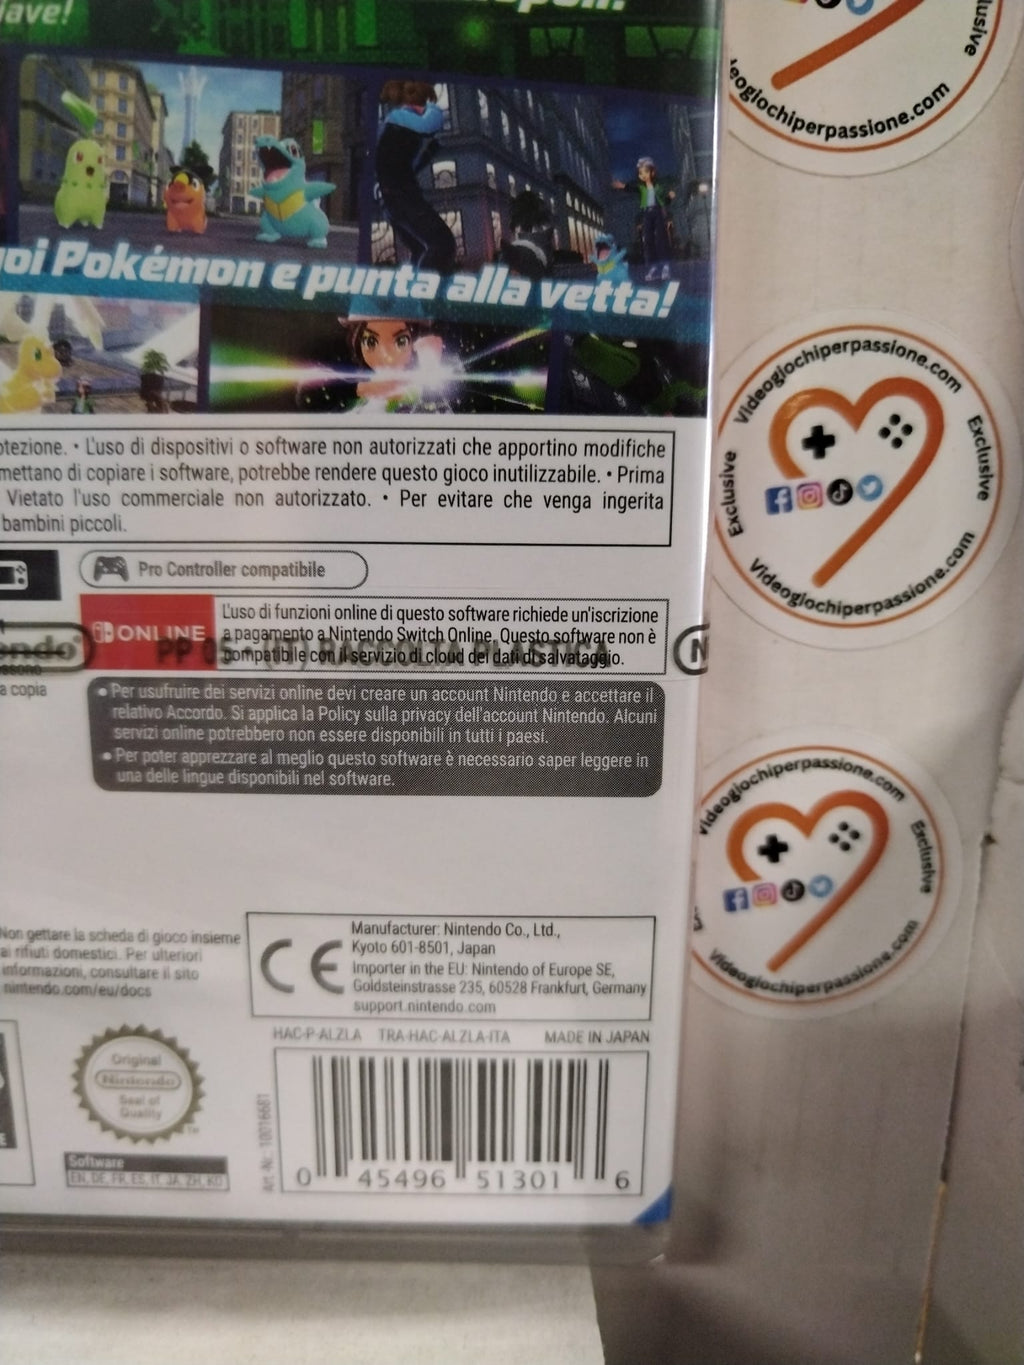 iave!
oi Pokémon e punta alla vetta!
otezione. • L'uso di dispositivi o software non autorizzati che apportino modifiche
mettano di copiare i software, potrebbe rendere questo gioco inutilizzabile. • Prima
Vietato l'uso commerciale non autorizzato. • Per evitare che venga ingerita
bambini piccoli.
Pro Controller compatibile
ONLINE
L'uso di funzioni online di questo software richiede un'iscrizione
a pagamento a Nintendo Switch Online. Questo software non è
compatibile con il servizio di cloud dei dati di salvataggio.
RACCOLTA PLASTICA
a copia
• Per usufruire dei servizi online devi creare un account Nintendo e accettare il
relativo Accordo. Si applica la Policy sulla privacy dell'account Nintendo. Alcuni
servizi online potrebbero non essere disponibili in tutti i paesi.
• Per poter apprezzare al meglio questo software è necessario saper leggere in
una delle lingue disponibili nel software.
Non gettare la scheda di gioco insieme
ai rifiuti domestici. Per ulteriori
informazioni, consultare il sito
nintendo.com/eu/docs
CE
Manufacturer: Nintendo Co., Ltd.,
Kyoto 601-8501, Japan
Importer in the EU: Nintendo of Europe SE,
Goldsteinstrasse 235, 60528 Frankfurt, Germany
support.nintendo.com
HAC-P-ALZLA TRA-HAC-ALZLA-ITA MADE IN JAPAN
Original
Nintendo
Seal of
Quality
TM
Software
EN, DE, FR, ES, IT, JA, ZH, KO
Art.-Nr. 10016681
0 45496 51301 6
lusive
eogiochiperpassione.com
Videogiochiperpassione.com
Exclusive
Exclusive
Videogiochiperpassione.com
Videogiochiperpassione.com
Exclusive
Videogiochiperpassione.com